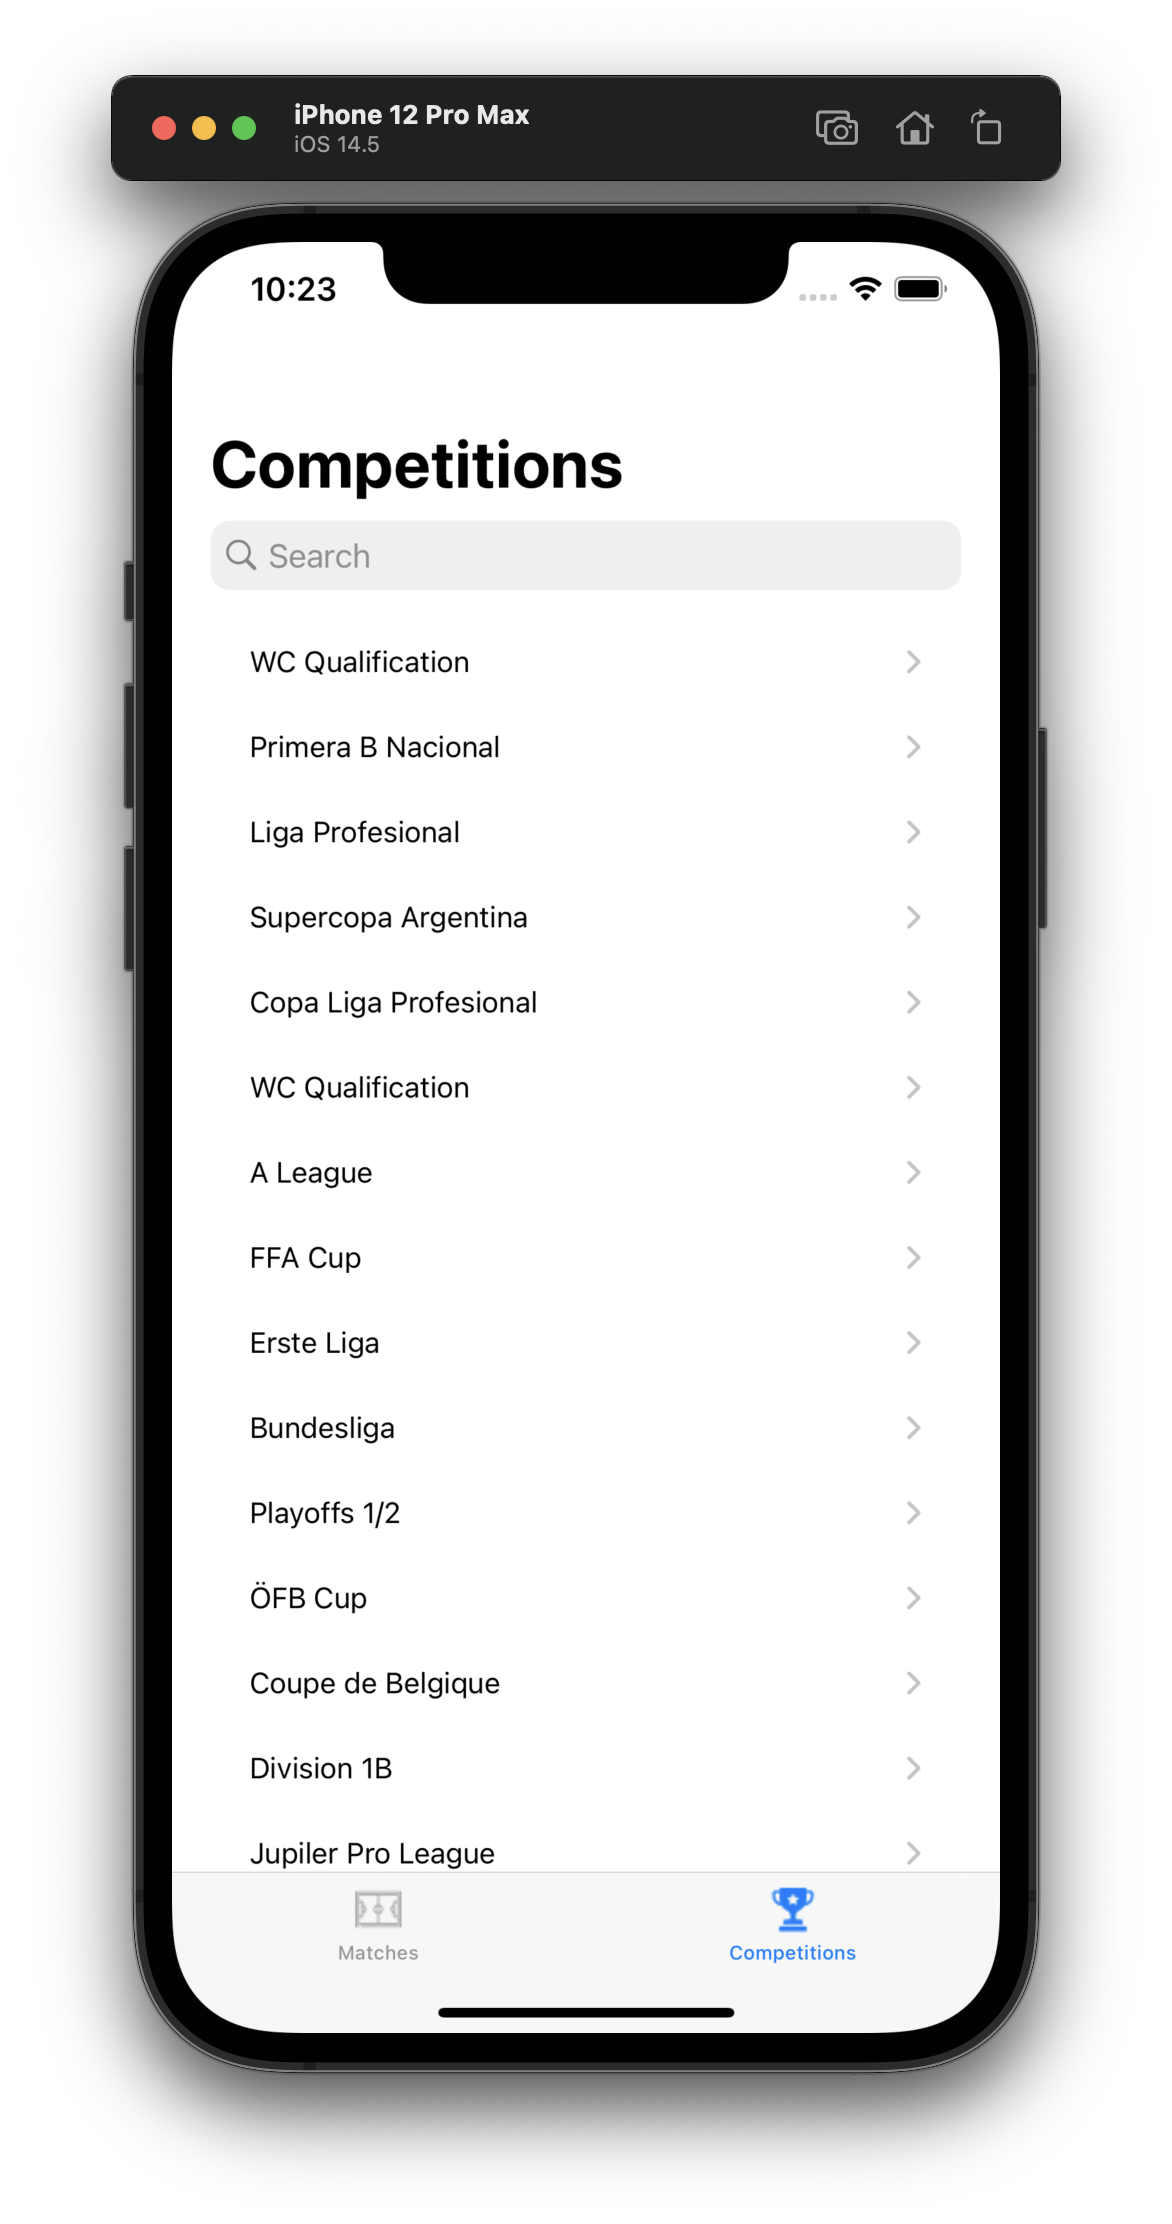 iPhone 12 Pro Max
iOS 14.5
10:23
Competitions
Search
WC Qualification
Primera B Nacional
Liga Profesional
Supercopa Argentina
Copa Liga Profesional
WC Qualification
A League
FFA Cup
Erste Liga
Bundesliga
Playoffs 1/2
ÖFB Cup
Coupe de Belgique
Division 1B
Jupiler Pro League
Matches
Competitions